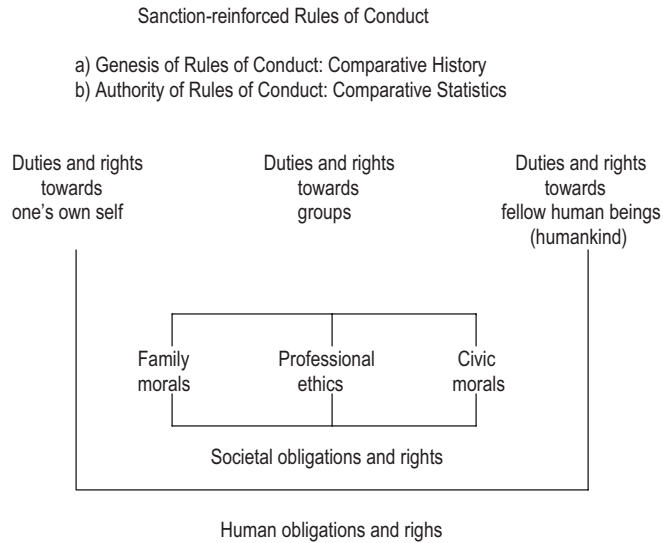 Sanction-reinforced Rules of Conduct
a) Genesis of Rules of Conduct: Comparative History
b) Authority of Rules of Conduct: Comparative Statistics
Duties and rights
towards
one's own self
Duties and rights
towards
groups
Duties and rights
towards
fellow human beings
(humankind)
Family
morals
Professional
ethics
Civic
morals
Societal obligations and rights
Human obligations and righs